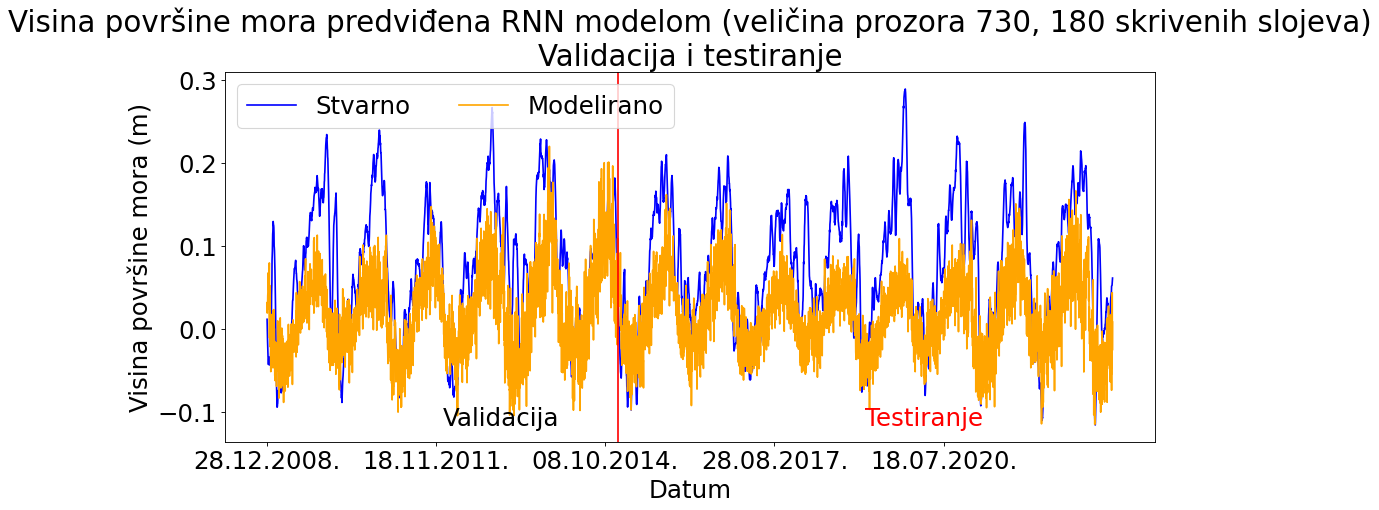 Visina površine mora predviđena RNN modelom (veličina prozora 730, 180 skrivenih slojeva)
Validacija i testiranje
Stvarno
Modelirano
Visina površine mora (m)
0.3
0.2
0.1
0.0
−0.1
Validacija
Testiranje
28.12.2008.
18.11.2011.
08.10.2014.
28.08.2017.
18.07.2020.
Datum